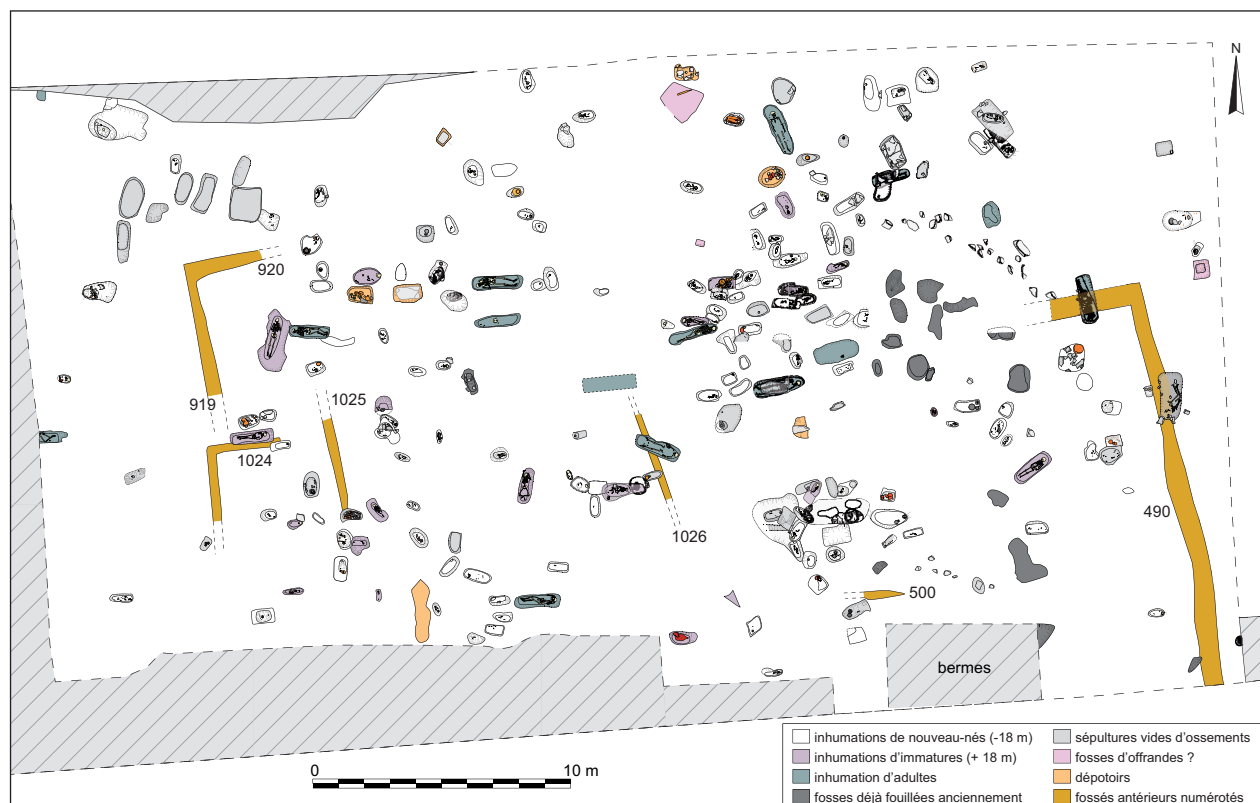 N
920
919
1025
1024
1026
490
500
bermes
0 10 m
inhumations de nouveau-nés (-18 m)
inhumations d'immatures (+ 18 m)
inhumation d'adultes
fosses déjà fouillées anciennement
sépultures vides d'ossements
fosses d'offrandes ?
dépotoirs
fossés antérieurs numérotés